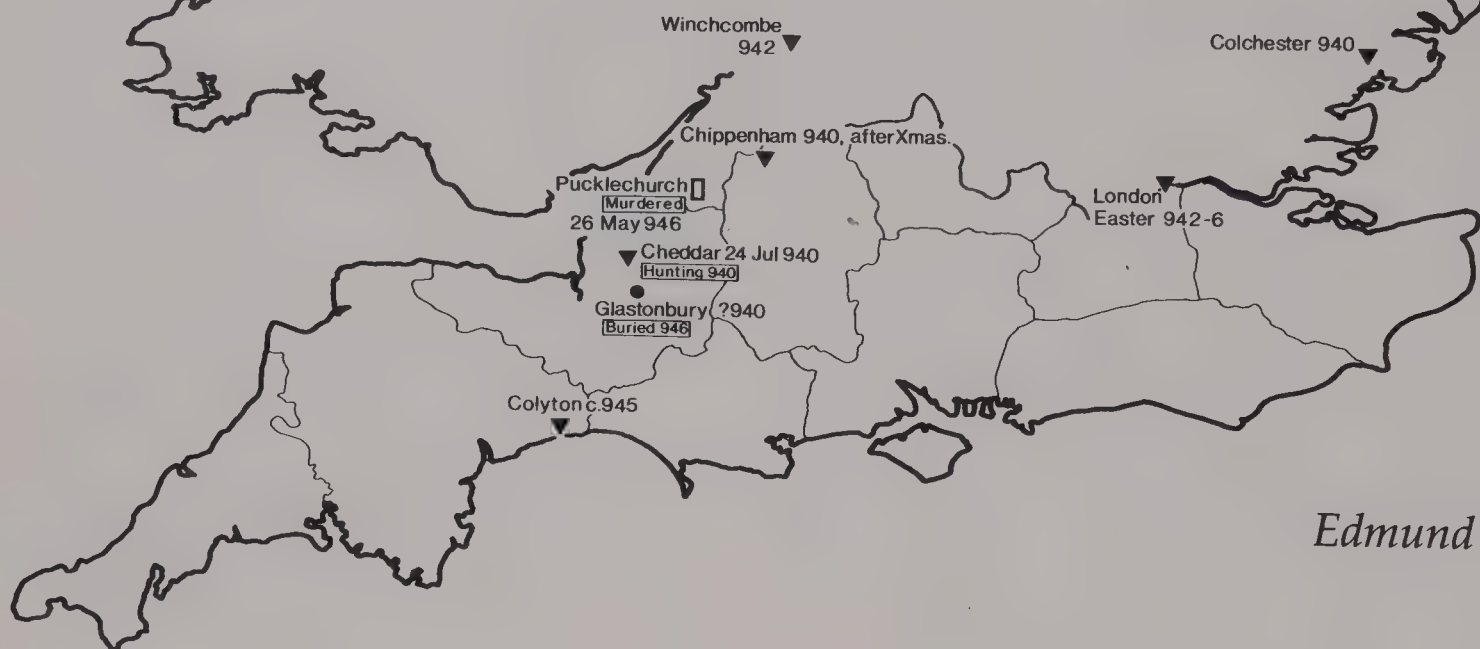 Winchcombe
942
Colchester 940
Chippenham 940, after Xmas.
Pucklechurch
Murdered
26 May 946
London
Easter 942-6
Cheddar 24 Jul 940
Hunting 940
Glastonbury ?940
Buried 946
Colyton c.945
Edmund